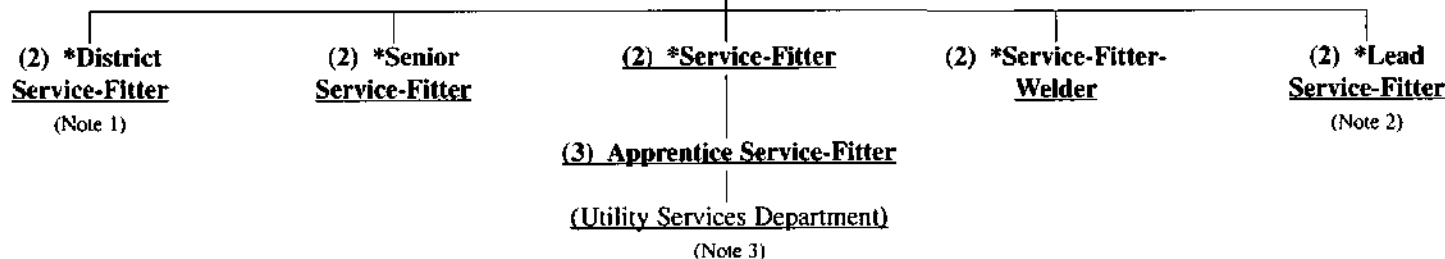 (2) *District
Service-Fitter
(Note 1)
(2) *Senior
Service-Fitter
(2) *Service-Fitter
(2) *Service-Fitter-
Welder
(2) *Lead
Service-Fitter
(Note 2)
(3) Apprentice Service-Fitter
(Utility Services Department)
(Note 3)